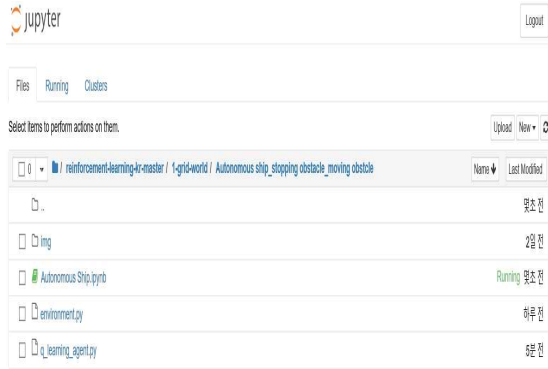 jupyter
Logout
Files Running Clusters
Select items to perform actions on them.
Upload New
0 / reinforcement-learning-kr-master / 1-grid-world / Autonomous ship_stopping obstacle_moving obstcle
Name Last Modified
.. 몇초 전
img 2일 전
Autonomous Ship.ipynb Running 몇초 전
environment.py 하루 전
q_learning_agent.py 5분 전